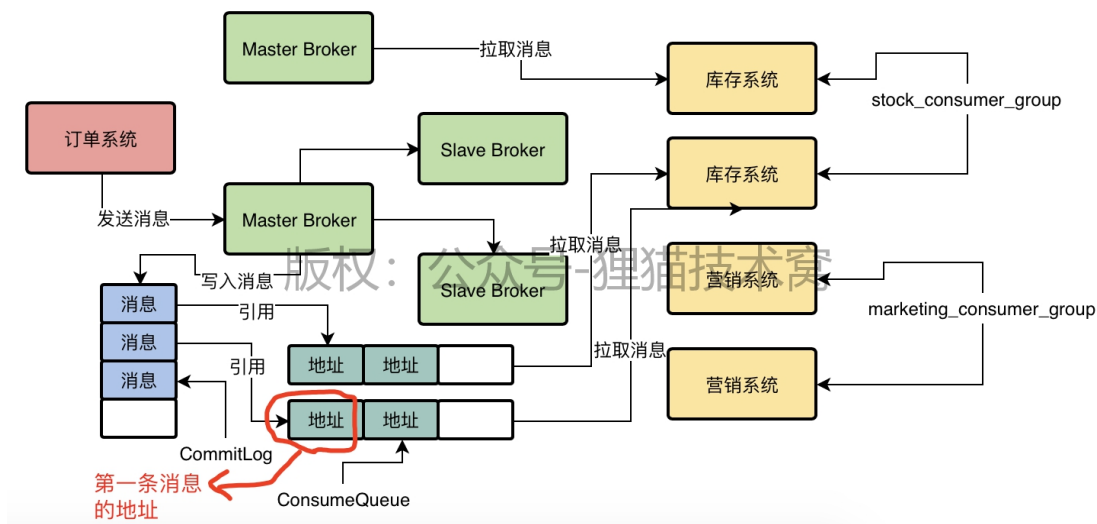 Master Broker
拉取消息
库存系统
stock_consumer_group
订单系统
Slave Broker
库存系统
发送消息
Master Broker
拉取消息
版权：公众号-狸猫技术窝
写入消息
Slave Broker
营销系统
marketing_consumer_group
消息
引用
消息
引用
地址
地址
拉取消息
消息
营销系统
地址
地址
CommitLog
第一条消息
的地址
ConsumeQueue